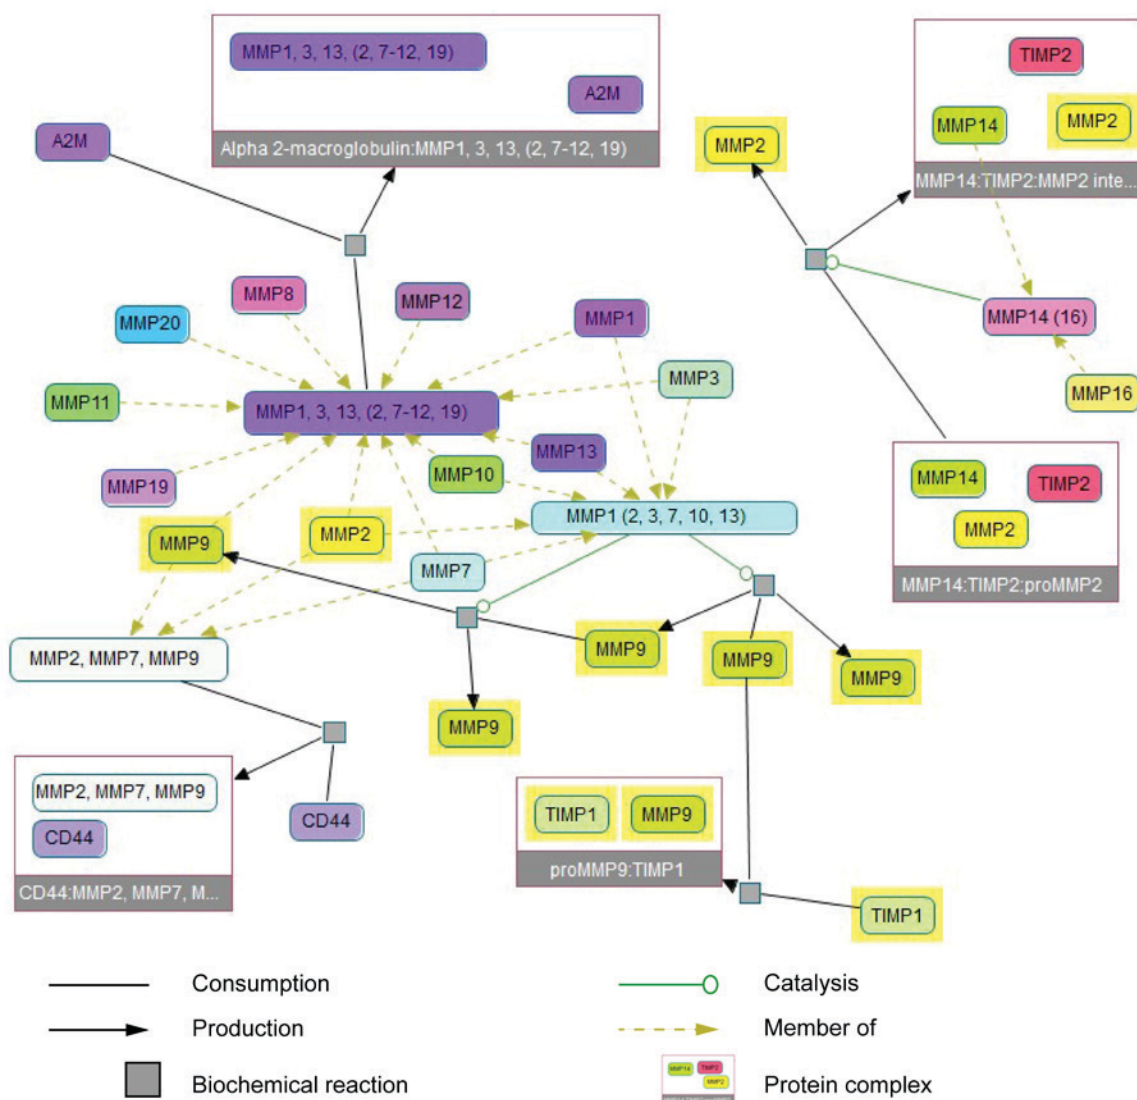 MMP1, 3, 13, (2, 7-12, 19)
A2M
Alpha 2-macroglobulin:MMP1, 3, 13, (2, 7-12, 19)
TIMP2
MMP14
MMP2
MMP14:TIMP2:MMP2 inte...
A2M
MMP2
MMP8
MMP12
MMP20
MMP1
MMP14 (16)
MMP3
MMP11
MMP1, 3, 13, (2, 7-12, 19)
MMP16
MMP13
MMP10
MMP19
MMP14
TIMP2
MMP2
MMP14:TIMP2:proMMP2
MMP1 (2, 3, 7, 10, 13)
MMP9
MMP2
MMP7
MMP2, MMP7, MMP9
MMP9
MMP9
MMP9
MMP9
MMP2, MMP7, MMP9
CD44
CD44:MMP2, MMP7, M...
CD44
TIMP1
MMP9
proMMP9:TIMP1
TIMP1
Consumption
Catalysis
Production
Member of
Biochemical reaction
MMP14
TIMP2
MMP2
Protein complex